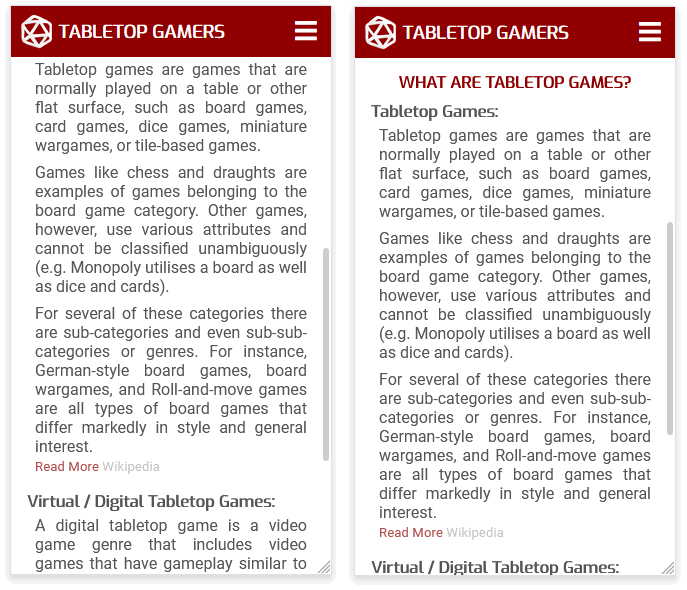 TABLETOP GAMERS
Tabletop games are games that are
normally played on a table or other
flat surface, such as board games,
card games, dice games, miniature
wargames, or tile-based games.
Games like chess and draughts are
examples of games belonging to the
board game category. Other games,
however, use various attributes and
cannot be classified unambiguously
(e.g. Monopoly utilises a board as well
as dice and cards).
For several of these categories there
are sub-categories and even sub-sub-
categories or genres. For instance,
German-style board games, board
wargames, and Roll-and-move games
are all types of board games that
differ markedly in style and general
interest.
Read More Wikipedia
Virtual / Digital Tabletop Games:
A digital tabletop game is a video
game genre that includes video
games that have gameplay similar to
TABLETOP GAMERS
WHAT ARE TABLETOP GAMES?
Tabletop Games:
Tabletop games are games that are
normally played on a table or other
flat surface, such as board games,
card games, dice games, miniature
wargames, or tile-based games.
Games like chess and draughts are
examples of games belonging to the
board game category. Other games,
however, use various attributes and
cannot be classified unambiguously
(e.g. Monopoly utilises a board as well
as dice and cards).
For several of these categories there
are sub-categories and even sub-sub-
categories or genres. For instance,
German-style board games, board
wargames, and Roll-and-move games
are all types of board games that
differ markedly in style and general
interest.
Read More Wikipedia
Virtual / Digital Tabletop Games: